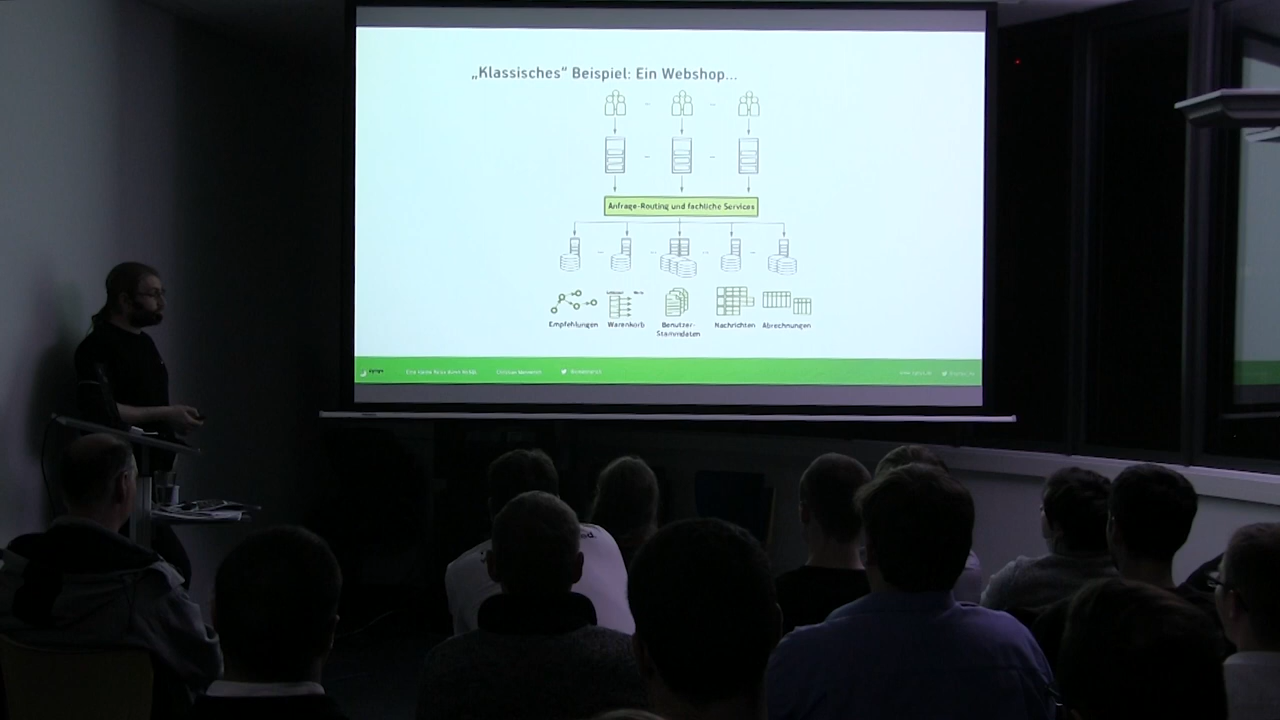 „Klassisches“ Beispiel: Ein Webshop...
Anfrage-Routing und fachliche Services
Empfehlungen
Warenkorb
Benutzer-
Stammdaten
Nachrichten
Abrechnungen